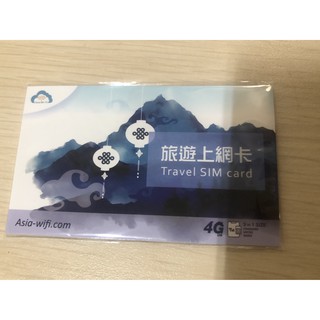 旅遊上網卡
Travel SIM card
Asia-wifi.com
4G